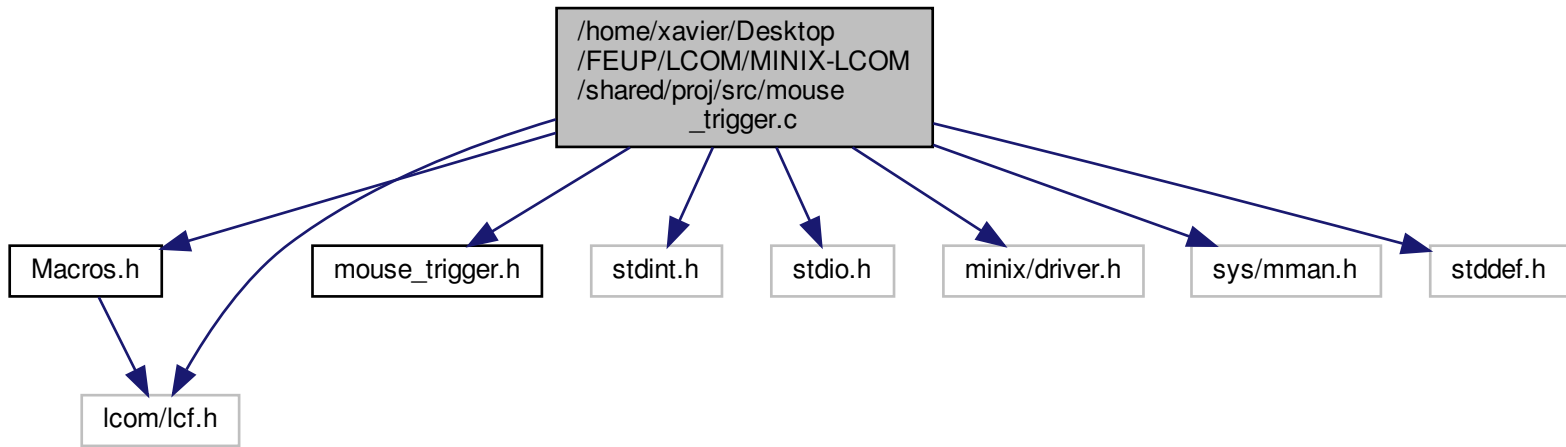 /home/xavier/Desktop
/FEUP/LCOM/MINIX-LCOM
/shared/proj/src/mouse
_trigger.c
Macros.h
mouse_trigger.h
stdint.h
stdio.h
minix/driver.h
sys/mman.h
stddef.h
lcom/lcf.h